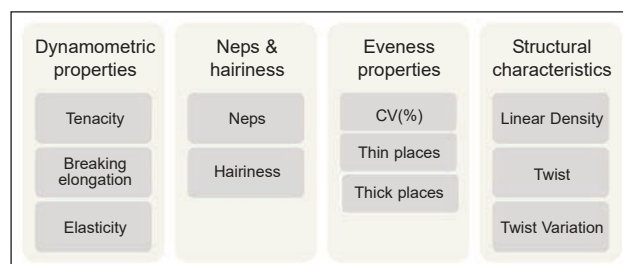 Dynamometric
properties
Tenacity
Breaking
elongation
Elasticity
Neps &
hairiness
Neps
Hairiness
Eveness
properties
CV(%)
Thin places
Thick places
Structural
characteristics
Linear Density
Twist
Twist Variation